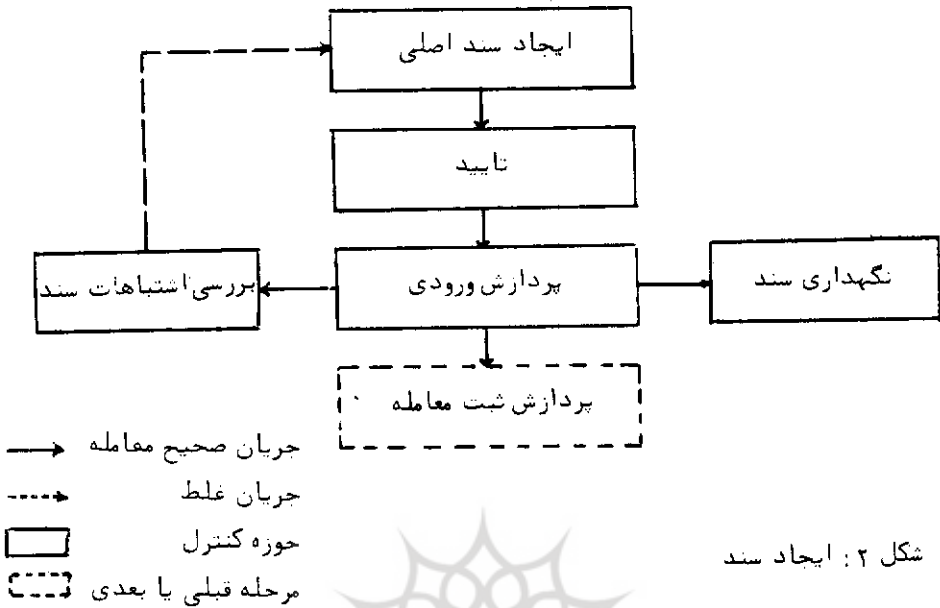 ایجاد سند اصلی
تایید
پردازش ورودی
نگهداری سند
بررسی اشتباهات سند
پردازش ثبت معامله
جریان صحیح معامله
جریان غلط
حوزه کنترل
مرحله قبلی یا بعدی
شکل ۲: ایجاد سند